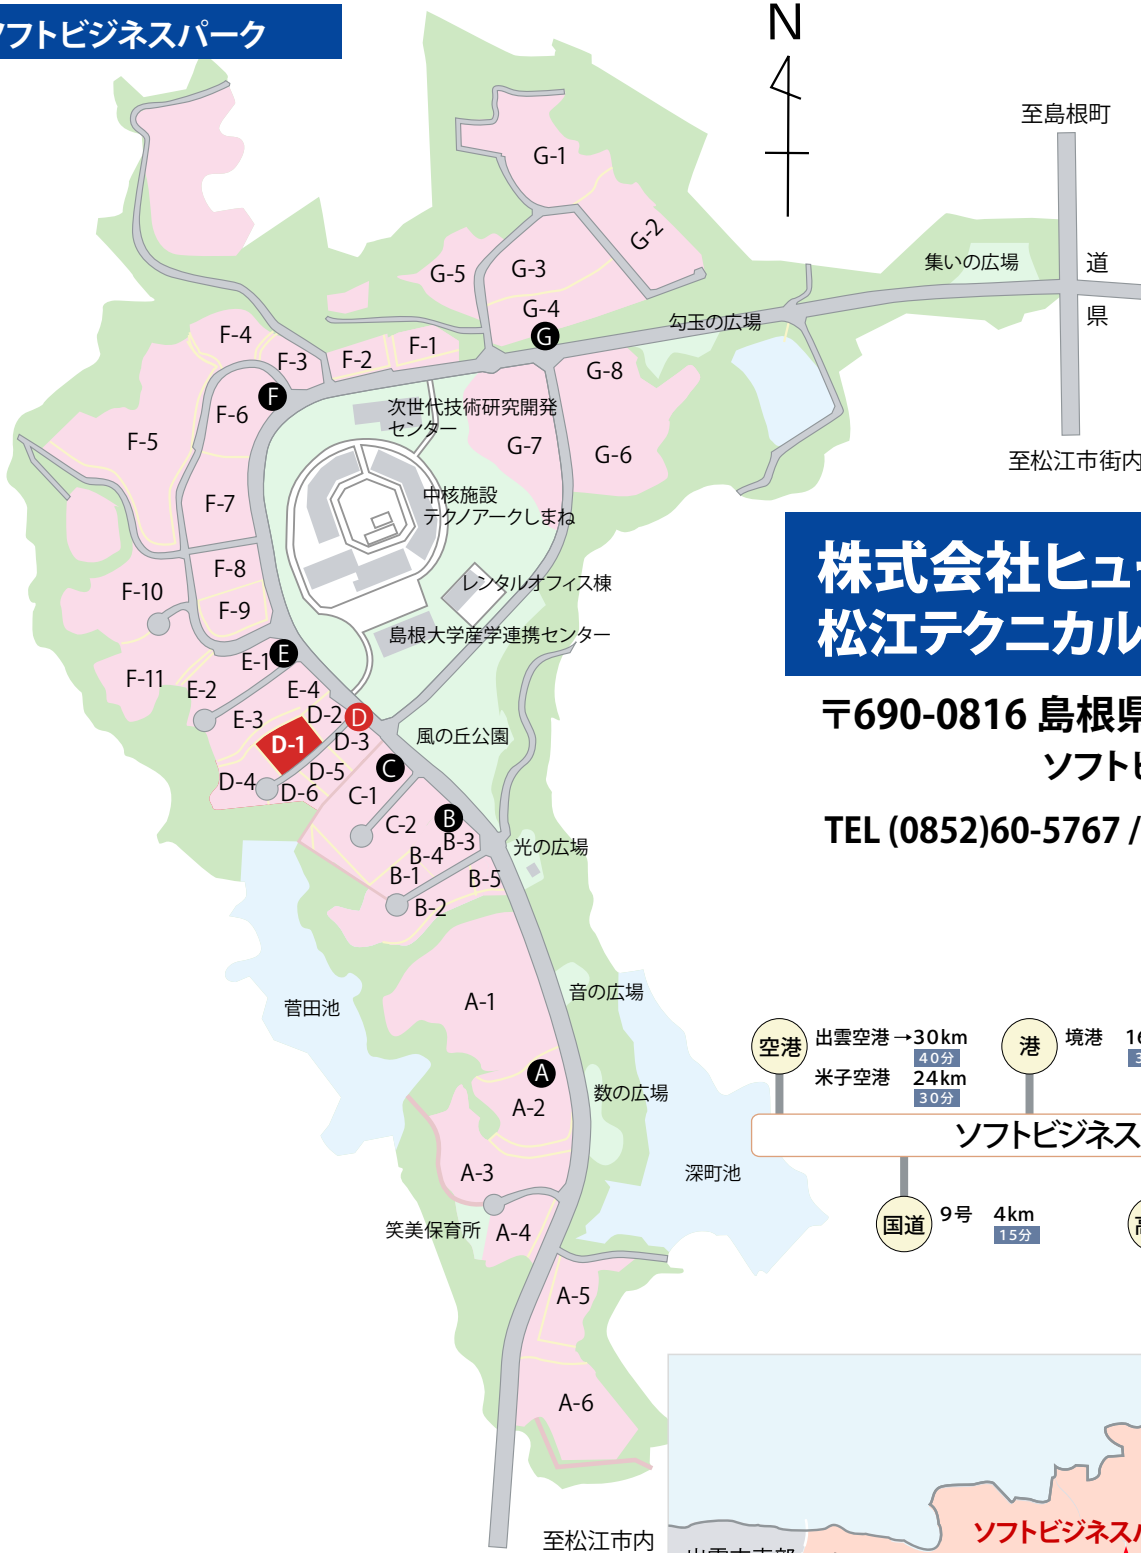 フトビジネスパーク
N
至島根町
道
県
至松江市街内
G-1
G-2
G-3
G-5
G-4
G
集いの広場
勾玉の広場
F-4
F-3
F-2
F-1
F
F-6
F-5
F-7
G-8
G-7
G-6
次世代技術研究開発
センター
中核施設
テクノアークしまね
F-8
F-10
F-9
レンタルオフィス棟
島根大学産学連携センター
F-11
E-1
E
E-2
E-4
E-3
D-2
D
D-1
D-3
風の丘公園
D-4
D-5
D-6
C
C-1
C-2
B
B-3
B-4
B-1
B-5
B-2
光の広場
株式会社ヒュー
松江テクニカル
〒690-0816 島根県
ソフトビ
TEL (0852)60-5767 /
菅田池
A-1
音の広場
A
A-2
数の広場
A-3
深町池
笑美保育所
A-4
A-5
A-6
至松江市内
空港
出雲空港→30km
40分
米子空港 24km
30分
港
境港 16
3
ソフトビジネス
国道
9号 4km
15分
ソフトビジネスパ